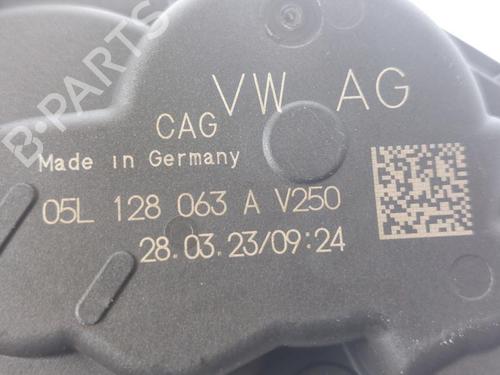 VW AG
CAG
Made in Germany
05L 128 063 A V250
28.03.23/09:24
B-PARTS